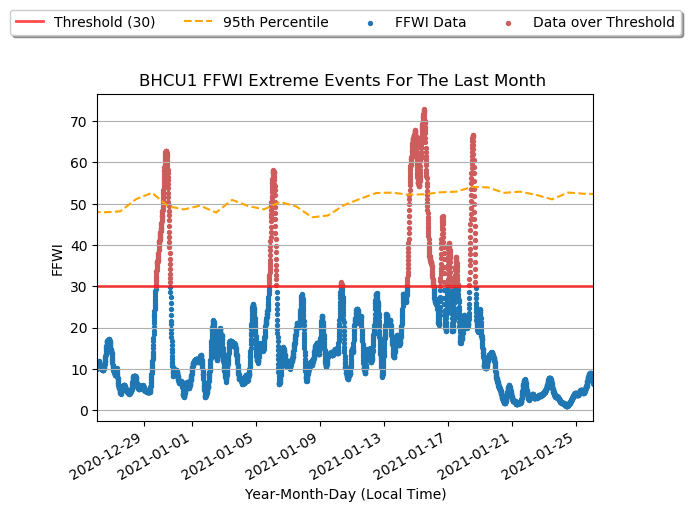 Threshold (30) 95th Percentile FFWI Data Data over Threshold
BHCU1 FFWI Extreme Events For The Last Month
70
60
50
40
30
20
10
0
FFWI
2020-12-29 2021-01-01 2021-01-05 2021-01-09 2021-01-13 2021-01-17 2021-01-21 2021-01-25
Year-Month-Day (Local Time)